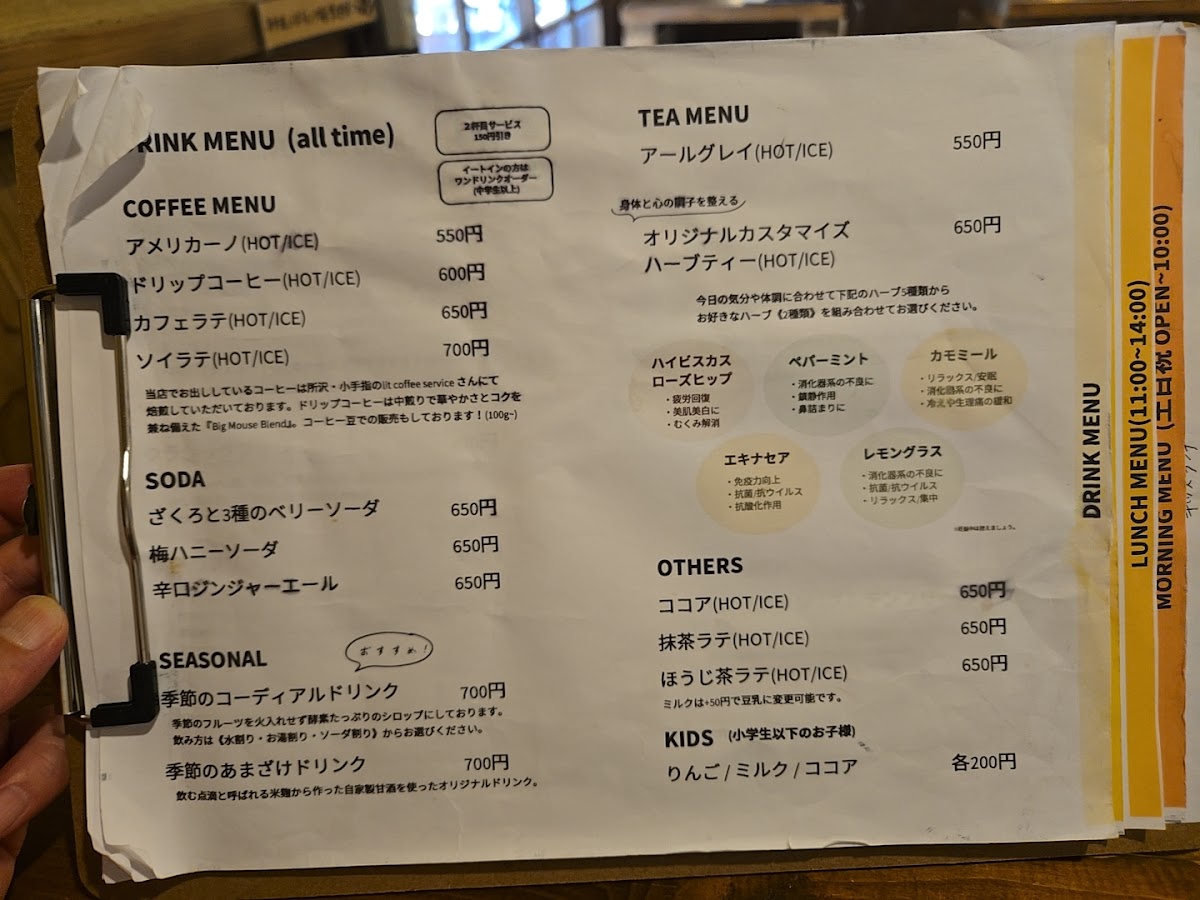 RINK MENU (all time)
2杯目サービス
150円引き
イートインの方は
ワンドリンクオーダー
(中学生以上)
COFFEE MENU
アメリカーノ(HOT/ICE) 550円
ドリップコーヒー(HOT/ICE) 600円
カフェラテ(HOT/ICE) 650円
ソイラテ(HOT/ICE) 700円
当店でお出ししているコーヒーは所沢・小手指のlit coffee service さんにて
焙煎していただいております。ドリップコーヒーは中煎りで華やかさとコクを
兼ね備えた『Big Mouse Blend』。コーヒー豆での販売もしております！(100g~)
SODA
ざくろと3種のベリーソーダ 650円
梅ハニーソーダ 650円
辛口ジンジャーエール 650円
SEASONAL
おすすめ！
季節のコーディアルドリンク 700円
季節のフルーツを火入れせず酵素たっぷりのシロップにしております。
飲み方は《水割り・お湯割り・ソーダ割り》からお選びください。
季節のあまざけドリンク 700円
飲む点滴と呼ばれる米麹から作った自家製甘酒を使ったオリジナルドリンク。
TEA MENU
アールグレイ(HOT/ICE) 550円
身体と心の調子を整える
オリジナルカスタマイズ 650円
ハーブティー(HOT/ICE)
今日の気分や体調に合わせて下記のハーブ5種類から
お好きなハーブ《2種類》を組み合わせてお選びください。
ハイビスカス
ローズヒップ
・疲労回復
・美肌美白に
・むくみ解消
ペパーミント
・消化器系の不良に
・鎮静作用
・鼻詰まりに
カモミール
・リラックス/安眠
・消化器系の不良に
・冷えや生理痛の緩和
エキナセア
・免疫力向上
・抗菌/抗ウイルス
・抗酸化作用
レモングラス
・消化器系の不良に
・抗菌/抗ウイルス
・リラックス/集中
OTHERS
ココア(HOT/ICE) 650円
抹茶ラテ(HOT/ICE) 650円
ほうじ茶ラテ(HOT/ICE) 650円
ミルクは+50円で豆乳に変更可能です。
KIDS (小学生以下のお子様)
りんご / ミルク / ココア 各200円
DRINK MENU
LUNCH MENU(11:00~14:00)
MORNING MENU (土日祝 OPEN~10:00)